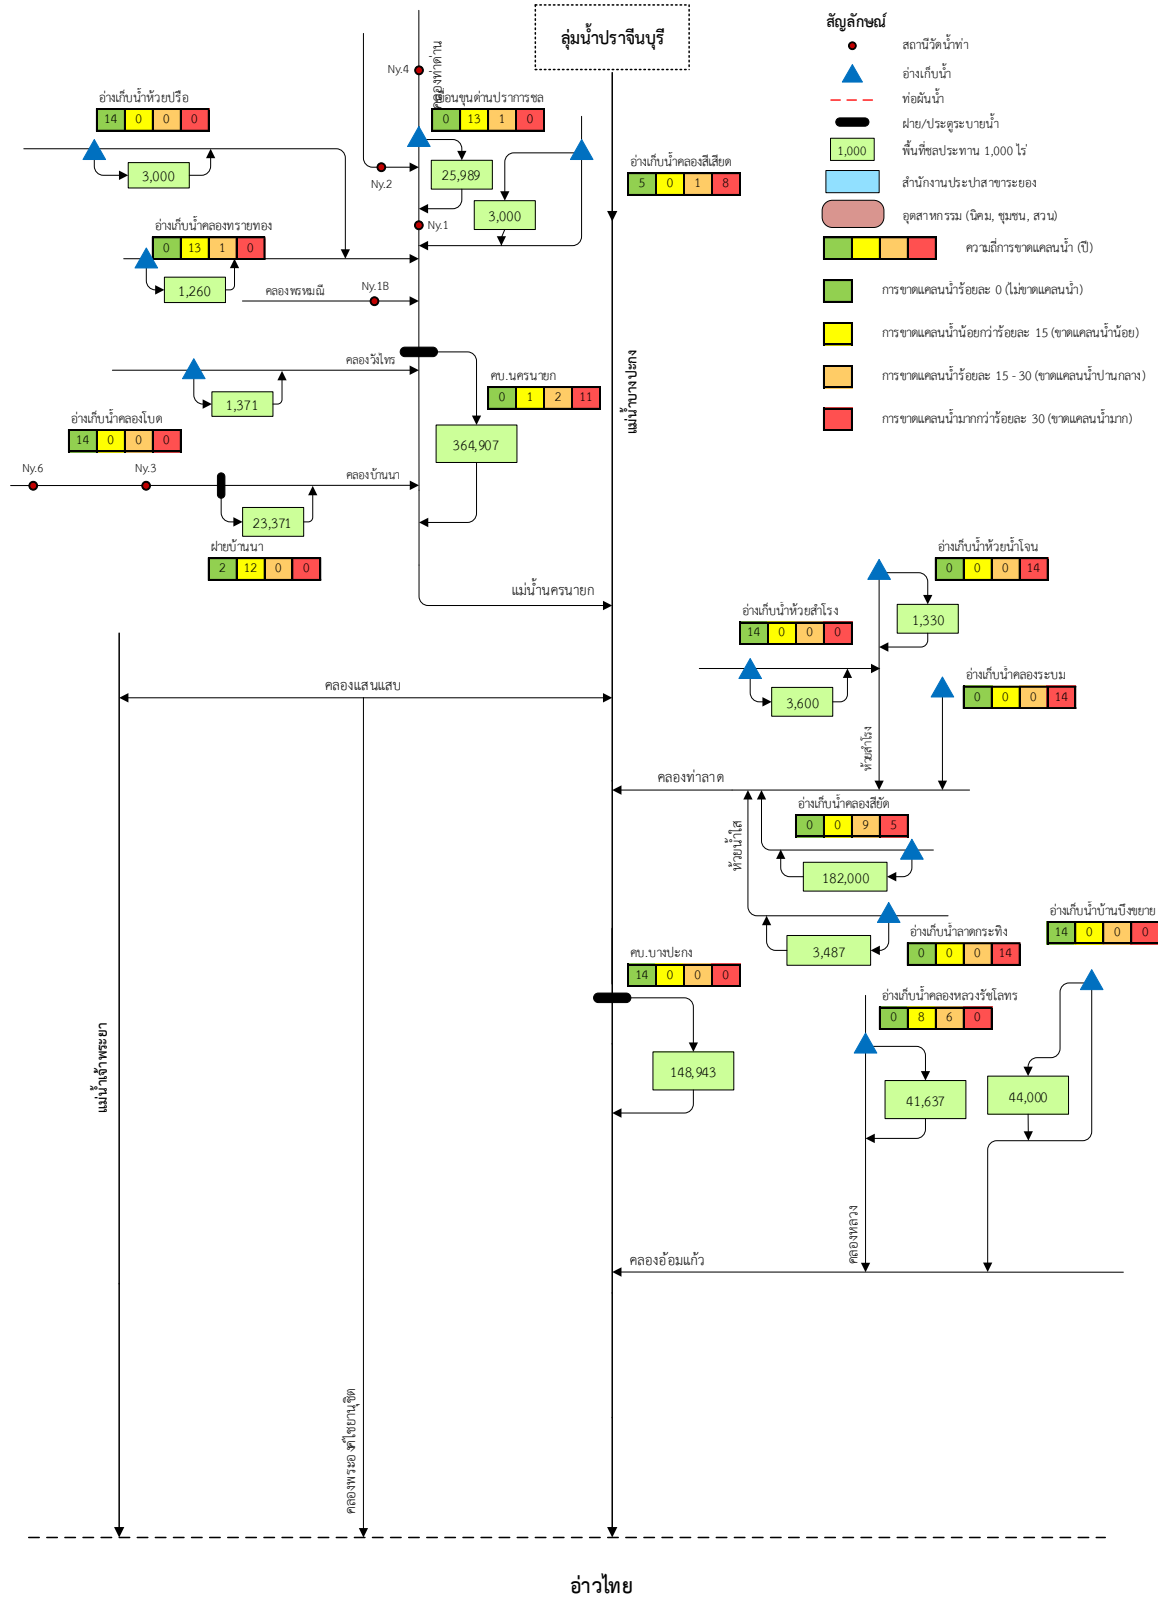 ลุ่มน้ำปราจีนบุรี
สัญลักษณ์
สถานีวัดน้ำท่า
อ่างเก็บน้ำ
ท่อผันน้ำ
ฝาย/ประตูระบายน้ำ
1,000 พื้นที่ชลประทาน 1,000 ไร่
สำนักงานประปาสาขาระยอง
อุตสาหกรรม (นิคม, ชุมชน, สวน)
ความถี่การขาดแคลนน้ำ (ปี)
การขาดแคลนน้ำร้อยละ 0 (ไม่ขาดแคลนน้ำ)
การขาดแคลนน้ำน้อยกว่าร้อยละ 15 (ขาดแคลนน้ำน้อย)
การขาดแคลนน้ำร้อยละ 15 - 30 (ขาดแคลนน้ำปานกลาง)
การขาดแคลนน้ำมากกว่าร้อยละ 30 (ขาดแคลนน้ำมาก)
คลองท่าด่าน
Ny.4
อ่างเก็บน้ำห้วยปรือ
14 0 0 0
3,000
ขุนด่านปราการชล
0 13 1 0
25,989
Ny.2
3,000
Ny.1
อ่างเก็บน้ำคลองสีเสียด
5 0 1 8
อ่างเก็บน้ำคลองทรายทอง
0 13 1 0
1,260
คลองพรหมณี
Ny.1B
คลองวังไทร
1,371
คบ.นครนายก
0 1 2 11
364,907
แม่น้ำบางปะกง
อ่างเก็บน้ำคลองโบด
14 0 0 0
Ny.6
Ny.3
คลองบ้านนา
23,371
ฝายบ้านนา
2 12 0 0
แม่น้ำนครนายก
อ่างเก็บน้ำห้วยน้ำโจน
0 0 0 14
1,330
อ่างเก็บน้ำห้วยสำโรง
14 0 0 0
3,600
อ่างเก็บน้ำคลองระบม
0 0 0 14
ห้วยสำโรง
คลองแสนแสบ
คลองท่าลาด
อ่างเก็บน้ำคลองสียัด
0 0 9 5
182,000
ห้วยน้ำใส
3,487
อ่างเก็บน้ำลาดกระทิง
0 0 0 14
อ่างเก็บน้ำบ้านบึงขยาย
14 0 0 0
คบ.บางปะกง
14 0 0 0
148,943
อ่างเก็บน้ำคลองหลวงรัชโลทร
0 8 6 0
41,637
44,000
แม่น้ำเจ้าพระยา
คลองหลวง
คลองอ้อมแก้ว
คลองพระองค์ไชยานุชิต
อ่าวไทย